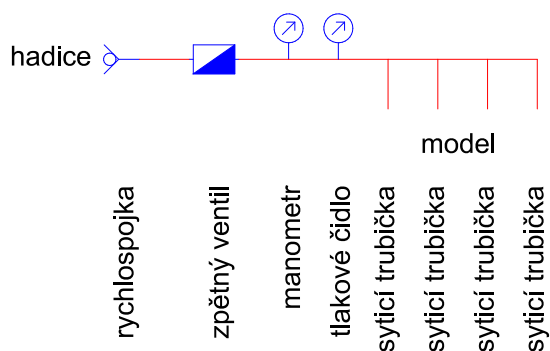 hadice
model
rychlospojka
zpětný ventil
manometr
tlakové čidlo
syticí trubička
syticí trubička
syticí trubička
syticí trubička